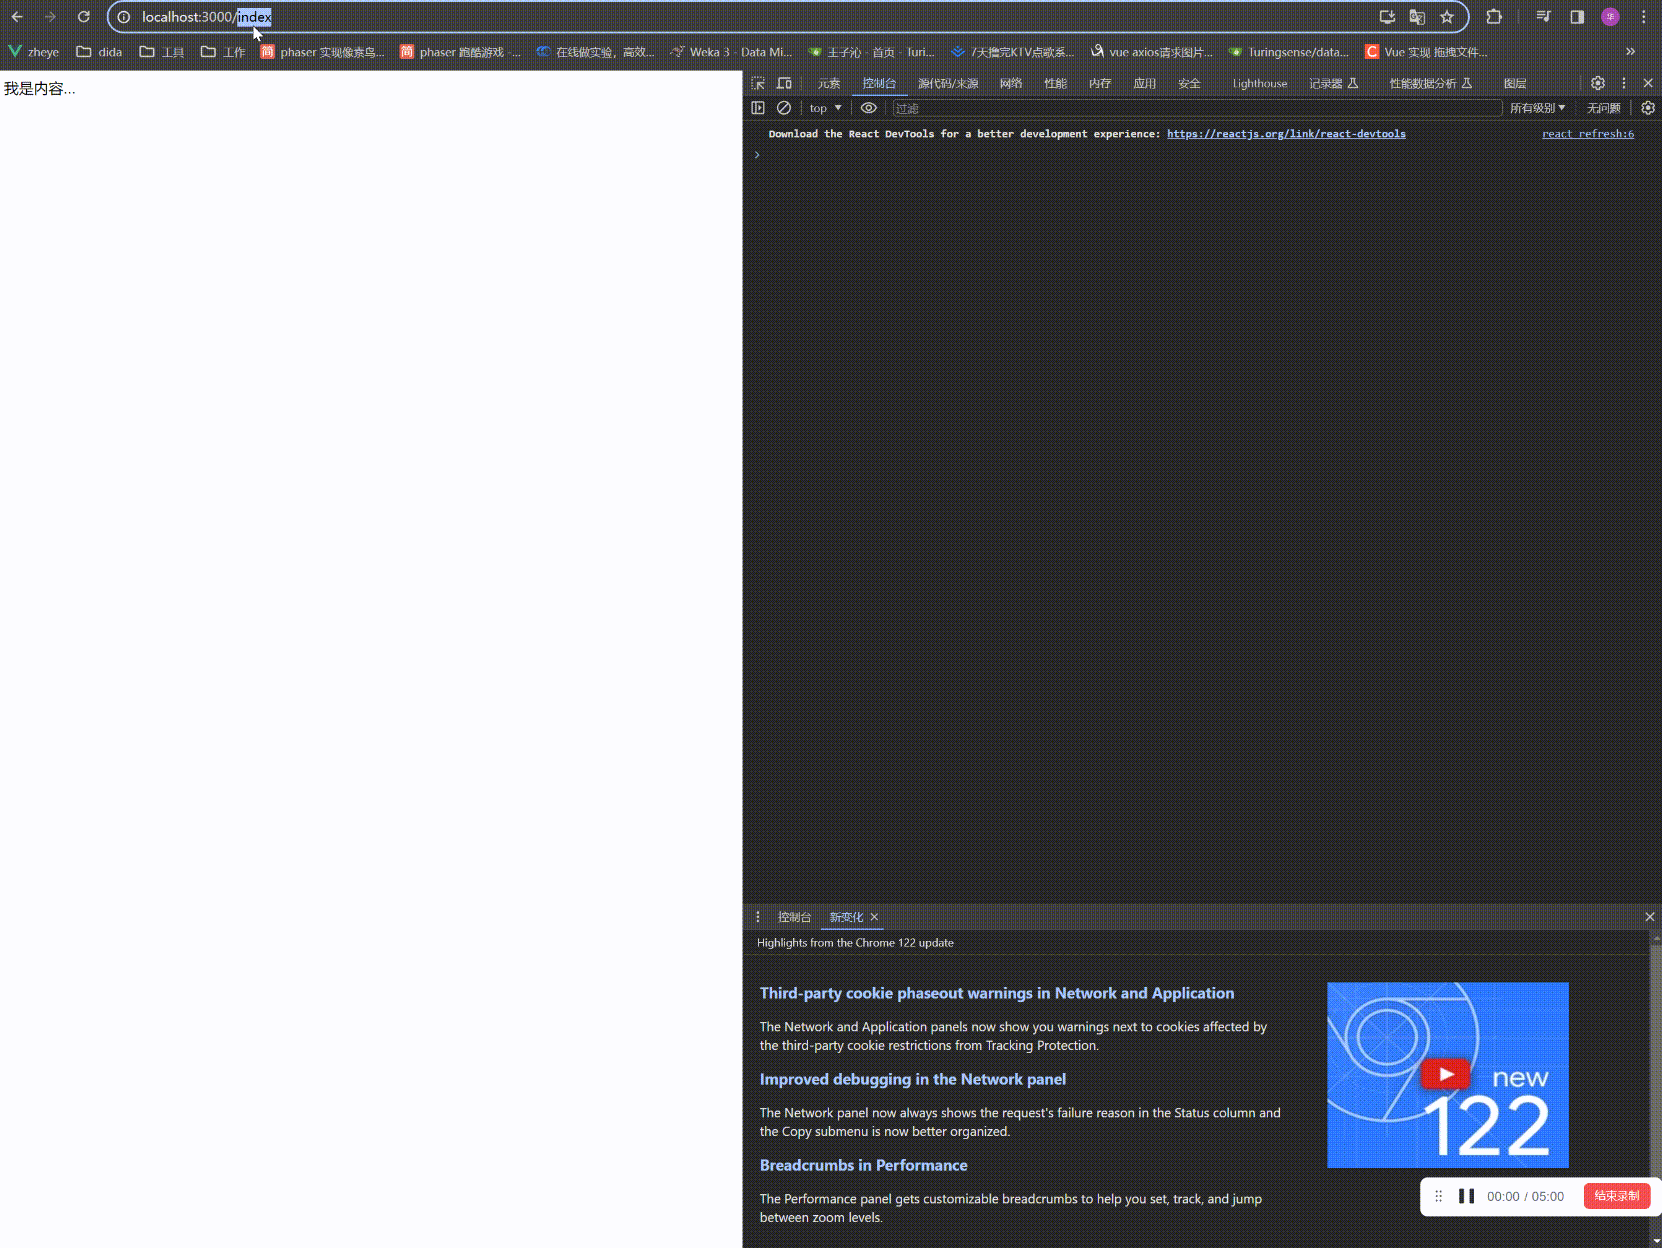 localhost:3000/index
zheye dida 工具 工作 phaser 实现像素鸟... phaser 跑酷游戏 -... 在线做实验，高效... Weka 3 - Data Mi... 王子沁 - 首页 - Turi... 7天撸完KTV点歌系... vue axios请求图片... Turingsense/data... Vue 实现 拖拽文件...
我是内容...
元素 控制台 源代码/来源 网络 性能 内存 应用 安全 Lighthouse 记录器 性能数据分析 图层
top 过滤 所有级别 无问题
Download the React DevTools for a better development experience: https://reactjs.org/link/react-devtools react refresh:6
控制台 新变化
Highlights from the Chrome 122 update
Third-party cookie phaseout warnings in Network and Application
The Network and Application panels now show you warnings next to cookies affected by
the third-party cookie restrictions from Tracking Protection.
Improved debugging in the Network panel
The Network panel now always shows the request's failure reason in the Status column and
the Copy submenu is now better organized.
Breadcrumbs in Performance
The Performance panel gets customizable breadcrumbs to help you set, track, and jump
between zoom levels.
new
122
00:00 / 05:00 结束录制